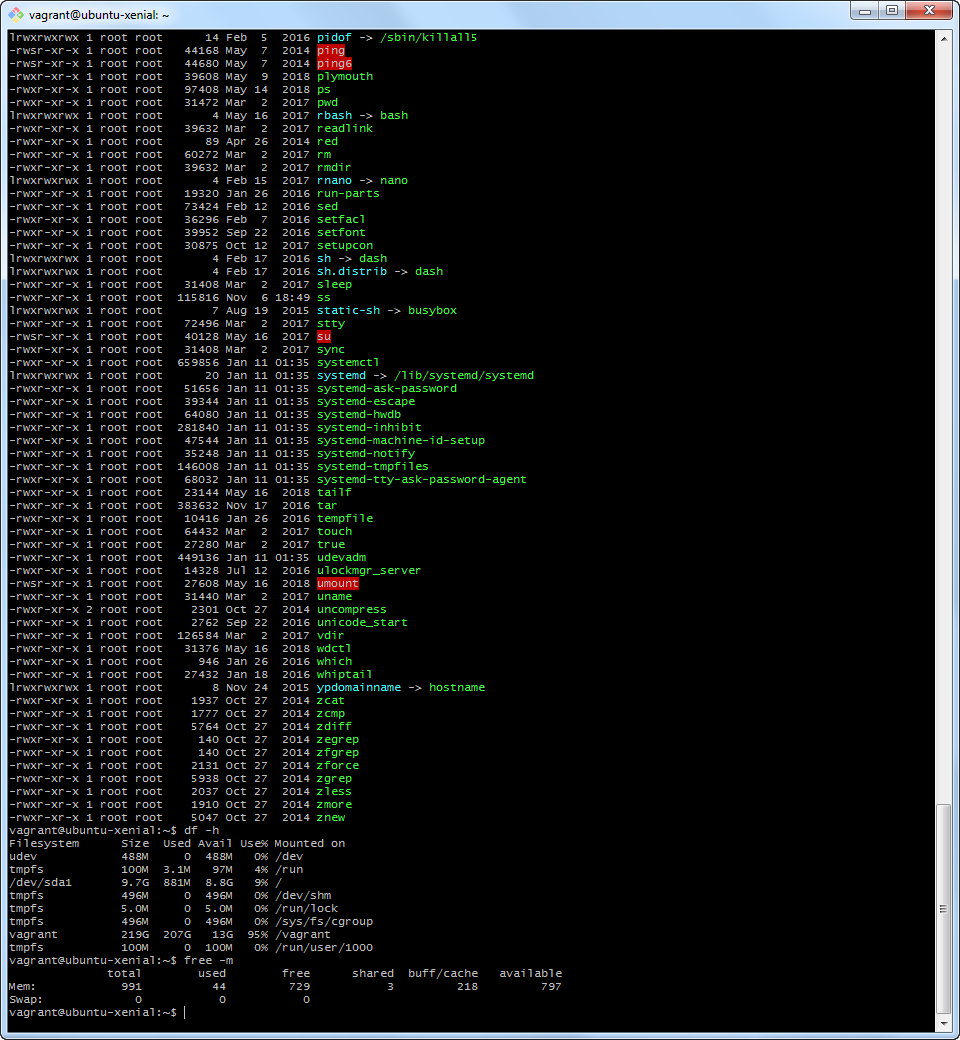 vagrant@ubuntu-xenial: ~
lrwxrwxrwx 1 root root      14 Feb  5  2016 pidof -> /sbin/killall5
-rwsr-xr-x 1 root root   44168 May  7  2014 ping
-rwsr-xr-x 1 root root   44680 May  7  2014 ping6
-rwxr-xr-x 1 root root   39608 May  9  2018 plymouth
-rwxr-xr-x 1 root root   97408 May 14  2018 ps
-rwxr-xr-x 1 root root   31472 Mar  2  2017 pwd
lrwxrwxrwx 1 root root       4 May 16  2017 rbash -> bash
-rwxr-xr-x 1 root root   39632 Mar  2  2017 readlink
-rwxr-xr-x 1 root root      89 Apr 26  2014 red
-rwxr-xr-x 1 root root   60272 Mar  2  2017 rm
-rwxr-xr-x 1 root root   39632 Mar  2  2017 rmdir
lrwxrwxrwx 1 root root       4 Feb 15  2017 rnano -> nano
-rwxr-xr-x 1 root root   19320 Jan 26  2016 run-parts
-rwxr-xr-x 1 root root   73424 Feb 12  2016 sed
-rwxr-xr-x 1 root root   36296 Feb  7  2016 setfacl
-rwxr-xr-x 1 root root   39952 Sep 22  2016 setfont
-rwxr-xr-x 1 root root   30875 Oct 12  2017 setupcon
lrwxrwxrwx 1 root root       4 Feb 17  2016 sh -> dash
lrwxrwxrwx 1 root root       4 Feb 17  2016 sh.distrib -> dash
-rwxr-xr-x 1 root root   31408 Mar  2  2017 sleep
-rwxr-xr-x 1 root root  115816 Nov  6 18:49 ss
lrwxrwxrwx 1 root root       7 Aug 19  2015 static-sh -> busybox
-rwxr-xr-x 1 root root   72496 Mar  2  2017 stty
-rwsr-xr-x 1 root root   40128 May 16  2017 su
-rwxr-xr-x 1 root root   31408 Mar  2  2017 sync
-rwxr-xr-x 1 root root  659856 Jan 11 01:35 systemctl
lrwxrwxrwx 1 root root      20 Jan 11 01:35 systemd -> /lib/systemd/systemd
-rwxr-xr-x 1 root root   51656 Jan 11 01:35 systemd-ask-password
-rwxr-xr-x 1 root root   39344 Jan 11 01:35 systemd-escape
-rwxr-xr-x 1 root root   64080 Jan 11 01:35 systemd-hwdb
-rwxr-xr-x 1 root root  281840 Jan 11 01:35 systemd-inhibit
-rwxr-xr-x 1 root root   47544 Jan 11 01:35 systemd-machine-id-setup
-rwxr-xr-x 1 root root   35248 Jan 11 01:35 systemd-notify
-rwxr-xr-x 1 root root  146008 Jan 11 01:35 systemd-tmpfiles
-rwxr-xr-x 1 root root   68032 Jan 11 01:35 systemd-tty-ask-password-agent
-rwxr-xr-x 1 root root   23144 May 16  2018 tailf
-rwxr-xr-x 1 root root  383632 Nov 17  2016 tar
-rwxr-xr-x 1 root root   10416 Jan 26  2016 tempfile
-rwxr-xr-x 1 root root   64432 Mar  2  2017 touch
-rwxr-xr-x 1 root root   27280 Mar  2  2017 true
-rwxr-xr-x 1 root root  449136 Jan 11 01:35 udevadm
-rwxr-xr-x 1 root root   14328 Jul 12  2016 ulockmgr_server
-rwsr-xr-x 1 root root   27608 May 16  2018 umount
-rwxr-xr-x 1 root root   31440 Mar  2  2017 uname
-rwxr-xr-x 2 root root    2301 Oct 27  2014 uncompress
-rwxr-xr-x 1 root root    2762 Sep 22  2016 unicode_start
-rwxr-xr-x 1 root root  126584 Mar  2  2017 vdir
-rwxr-xr-x 1 root root   31376 May 16  2018 wdctl
-rwxr-xr-x 1 root root     946 Jan 26  2016 which
-rwxr-xr-x 1 root root   27432 Jan 18  2016 whiptail
lrwxrwxrwx 1 root root       8 Nov 24  2015 ypdomainname -> hostname
-rwxr-xr-x 1 root root    1937 Oct 27  2014 zcat
-rwxr-xr-x 1 root root    1777 Oct 27  2014 zcmp
-rwxr-xr-x 1 root root    5764 Oct 27  2014 zdiff
-rwxr-xr-x 1 root root     140 Oct 27  2014 zegrep
-rwxr-xr-x 1 root root     140 Oct 27  2014 zfgrep
-rwxr-xr-x 1 root root    2131 Oct 27  2014 zforce
-rwxr-xr-x 1 root root    5938 Oct 27  2014 zgrep
-rwxr-xr-x 1 root root    2037 Oct 27  2014 zless
-rwxr-xr-x 1 root root    1910 Oct 27  2014 zmore
-rwxr-xr-x 1 root root    5047 Oct 27  2014 znew
vagrant@ubuntu-xenial:~$ df -h
Filesystem      Size  Used Avail Use% Mounted on
udev            488M     0  488M   0% /dev
tmpfs           100M  3.1M   97M   4% /run
/dev/sda1       9.7G  881M  8.8G   9% /
tmpfs           496M     0  496M   0% /dev/shm
tmpfs           5.0M     0  5.0M   0% /run/lock
tmpfs           496M     0  496M   0% /sys/fs/cgroup
vagrant         219G  207G   13G  95% /vagrant
tmpfs           100M     0  100M   0% /run/user/1000
vagrant@ubuntu-xenial:~$ free -m
              total        used        free      shared  buff/cache   available
Mem:            991          44         729           3         218         797
Swap:             0           0           0
vagrant@ubuntu-xenial:~$